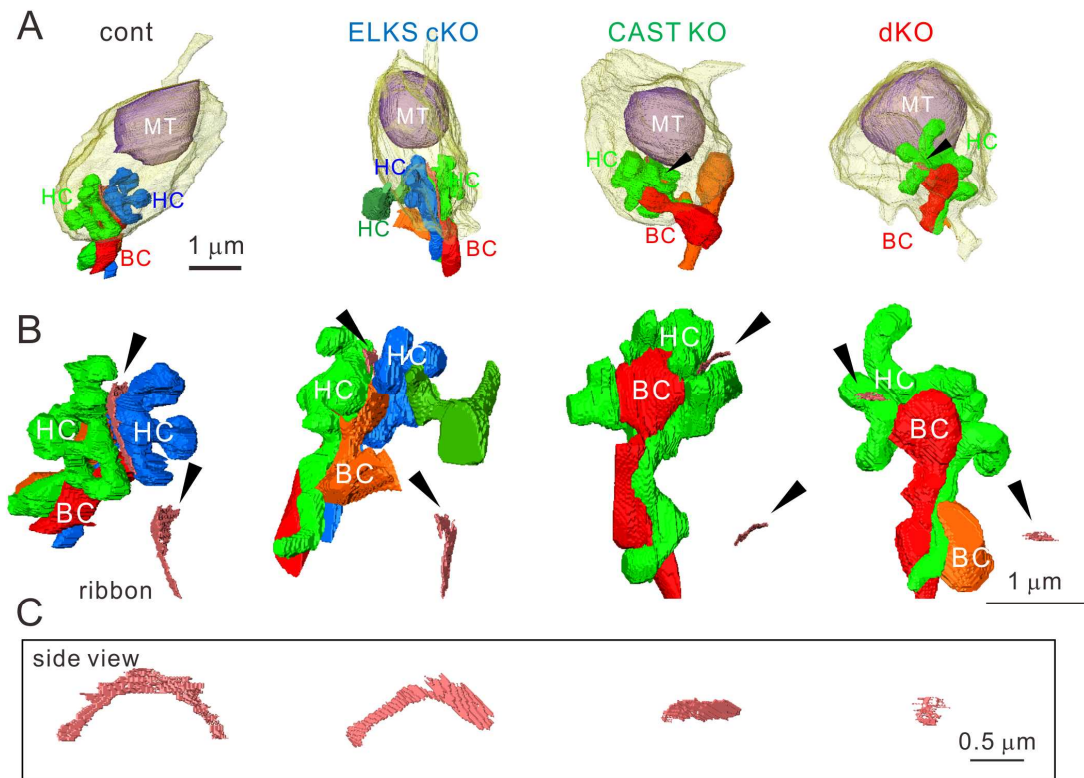 A
cont
ELKS cKO
CAST KO
dKO
MT
MT
MT
MT
HC
HC
BC
1 μm
HC
HC
HC
BC
HC
BC
HC
BC
B
HC
HC
BC
ribbon
HC
HC
BC
HC
BC
HC
BC
BC
1 μm
C
side view
0.5 μm